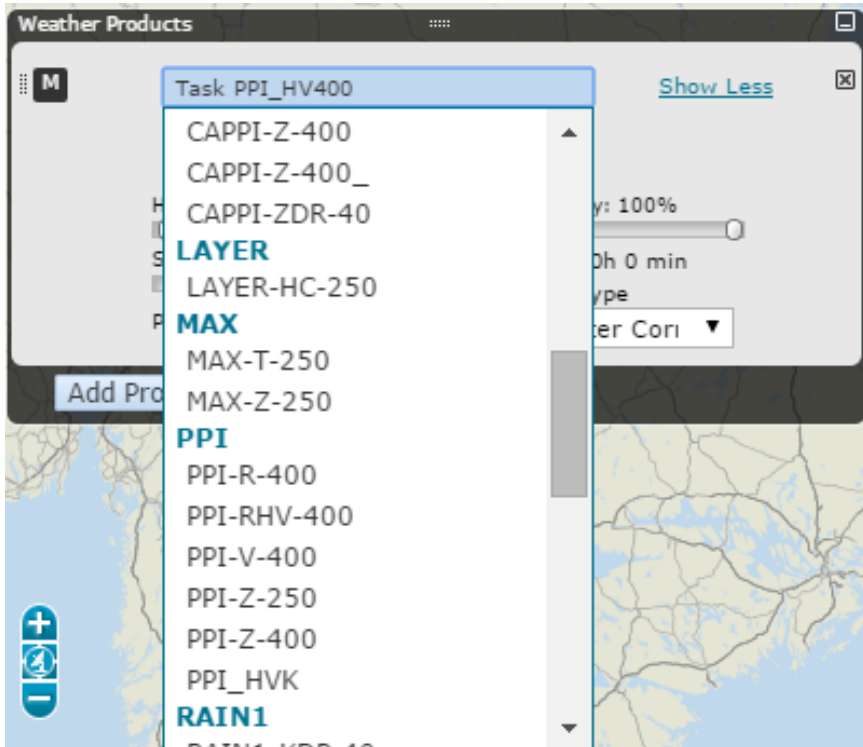 Weather Products
M
Task PPI_HV400
Show Less
CAPPI-Z-400
CAPPI-Z-400_
CAPPI-ZDR-40
y: 100%
LAYER
0h 0 min
LAYER-HC-250
ype
MAX
MAX-T-250
MAX-Z-250
Add Pro
PPI
PPI-R-400
PPI-RHV-400
PPI-V-400
PPI-Z-250
PPI-Z-400
PPI_HVK
RAIN1